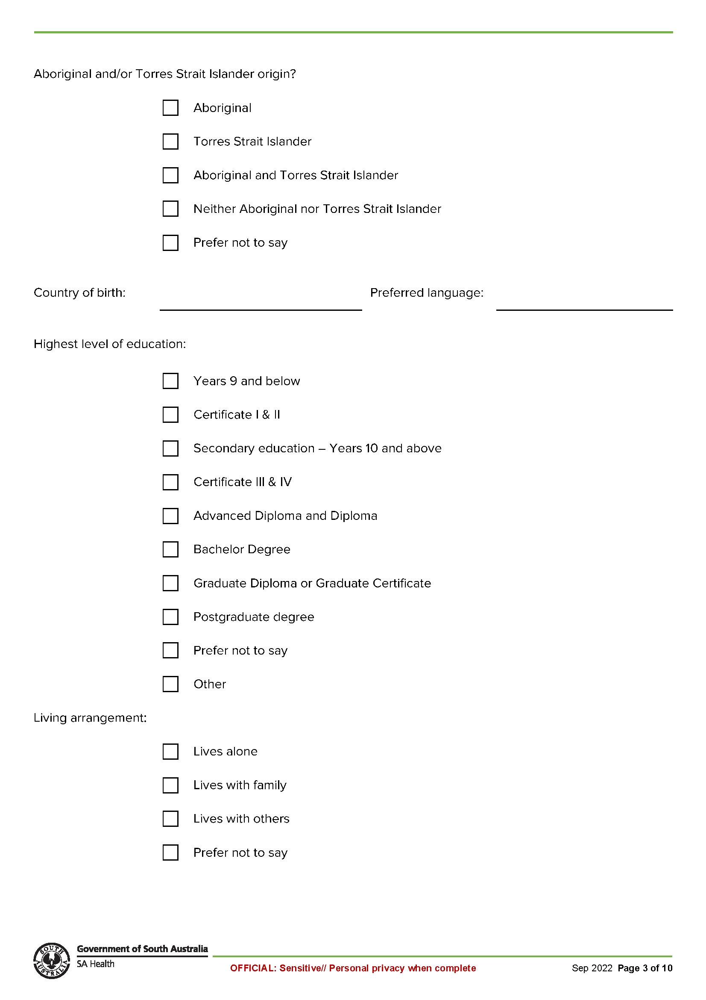 Aboriginal and/or Torres Strait Islander origin?
Aboriginal
Torres Strait Islander
Aboriginal and Torres Strait Islander
Neither Aboriginal nor Torres Strait Islander
Prefer not to say
Country of birth: Preferred language:
Highest level of education:
Years 9 and below
Certificate I & II
Secondary education – Years 10 and above
Certificate III & IV
Advanced Diploma and Diploma
Bachelor Degree
Graduate Diploma or Graduate Certificate
Postgraduate degree
Prefer not to say
Other
Living arrangement:
Lives alone
Lives with family
Lives with others
Prefer not to say
SOUTH AUSTRALIA
Government of South Australia
SA Health
OFFICIAL: Sensitive// Personal privacy when complete
Sep 2022 Page 3 of 10